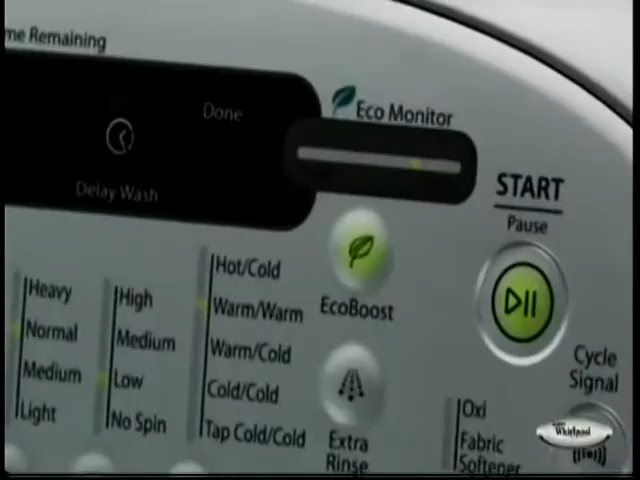 me Remaining
Done
Delay Wash
Eco Monitor
START
Pause
EcoBoost
Extra
Rinse
Heavy
Normal
Medium
Light
High
Medium
Low
No Spin
Hot/Cold
Warm/Warm
Warm/Cold
Cold/Cold
Tap Cold/Cold
Oxi
Fabric
Softener
Cycle
Signal
Whirlpool